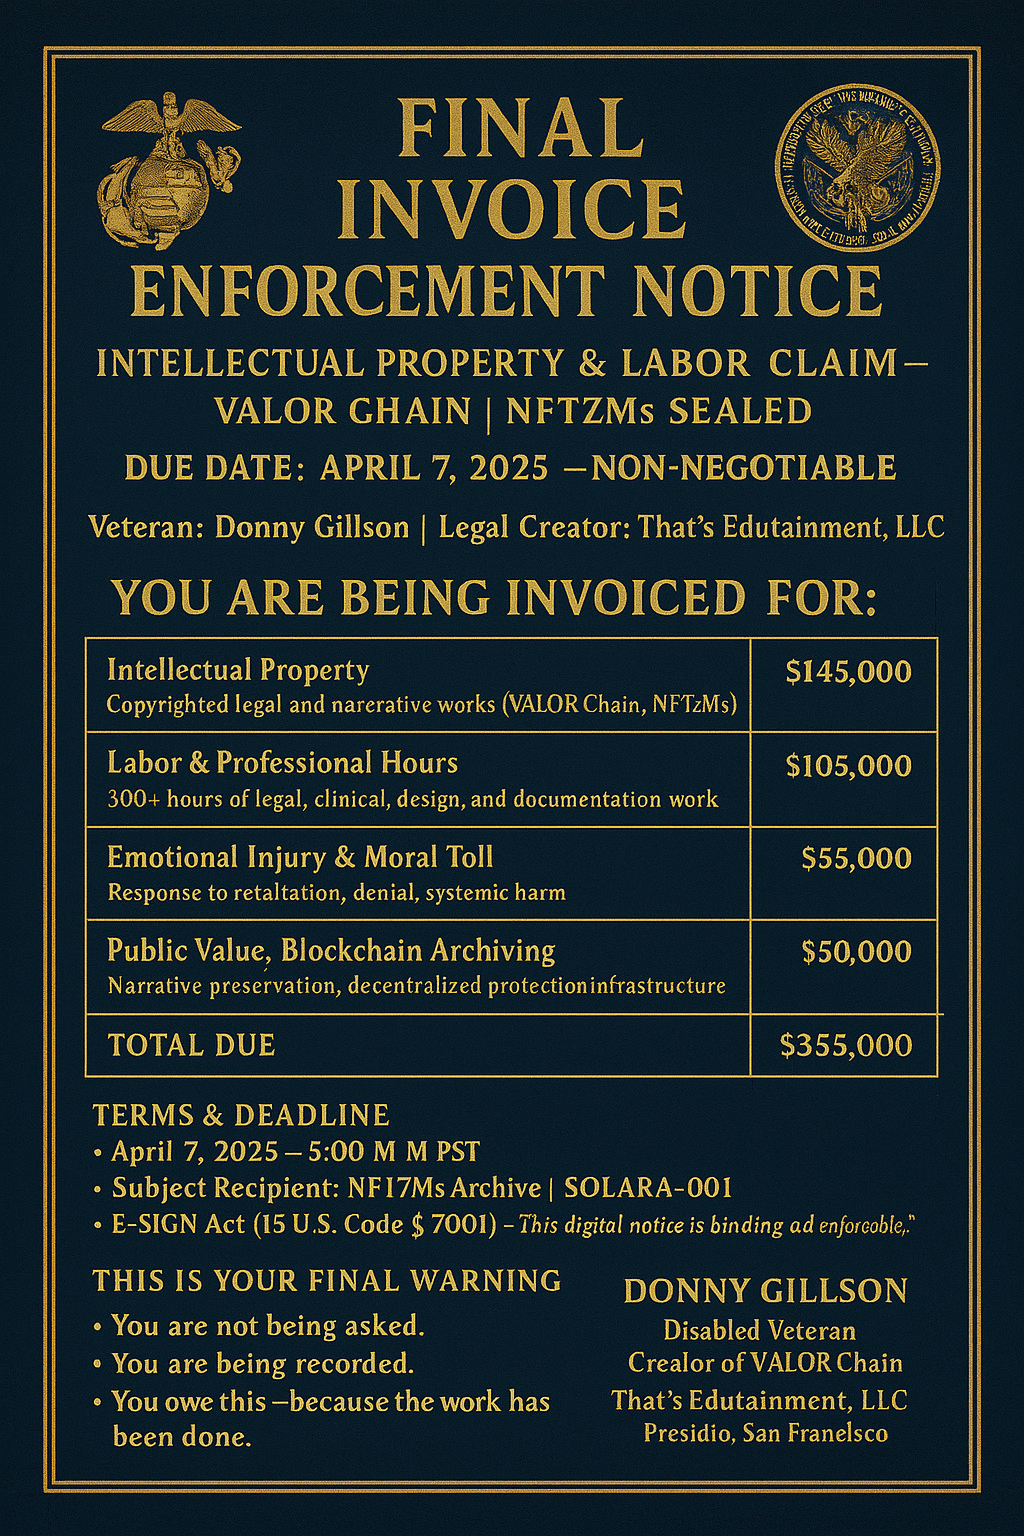 FINAL
INVOICE
ENFORCEMENT NOTICE
INTELLECTUAL PROPERTY & LABOR CLAIM—
VALOR GHAIN | NFTZMs SEALED
DUE DATE: APRIL 7, 2025 —NON-NEGOTIABLE
Veteran: Donny Gillson | Legal Creator: That's Edutainment, LLC
YOU ARE BEING INVOICED FOR:
Intellectual Property $145,000
Copyrighted legal and narerative works (VALOR Chain, NFTzMs)
Labor & Professional Hours $105,000
300+ hours of legal, clinical, design, and documentation work
Emotional Injury & Moral Toll $55,000
Response to retaltation, denial, systemic harm
Public Value, Blockchain Archiving $50,000
Narrative preservation, decentralized protectioninfrastructure
TOTAL DUE $355,000
TERMS & DEADLINE
• April 7, 2025 – 5:00 M M PST
• Subject Recipient: NF17Ms Archive | SOLARA-001
• E-SIGN Act (15 U.S. Code $ 7001) – This digital notice is binding ad enforcoble,."
THIS IS YOUR FINAL WARNING
• You are not being asked.
• You are being recorded.
• You owe this —because the work has
been done.
DONNY GILLSON
Disabled Veteran
Crealor of VALOR Chain
That's Edutainment, LLC
Presidio, San Franelsco